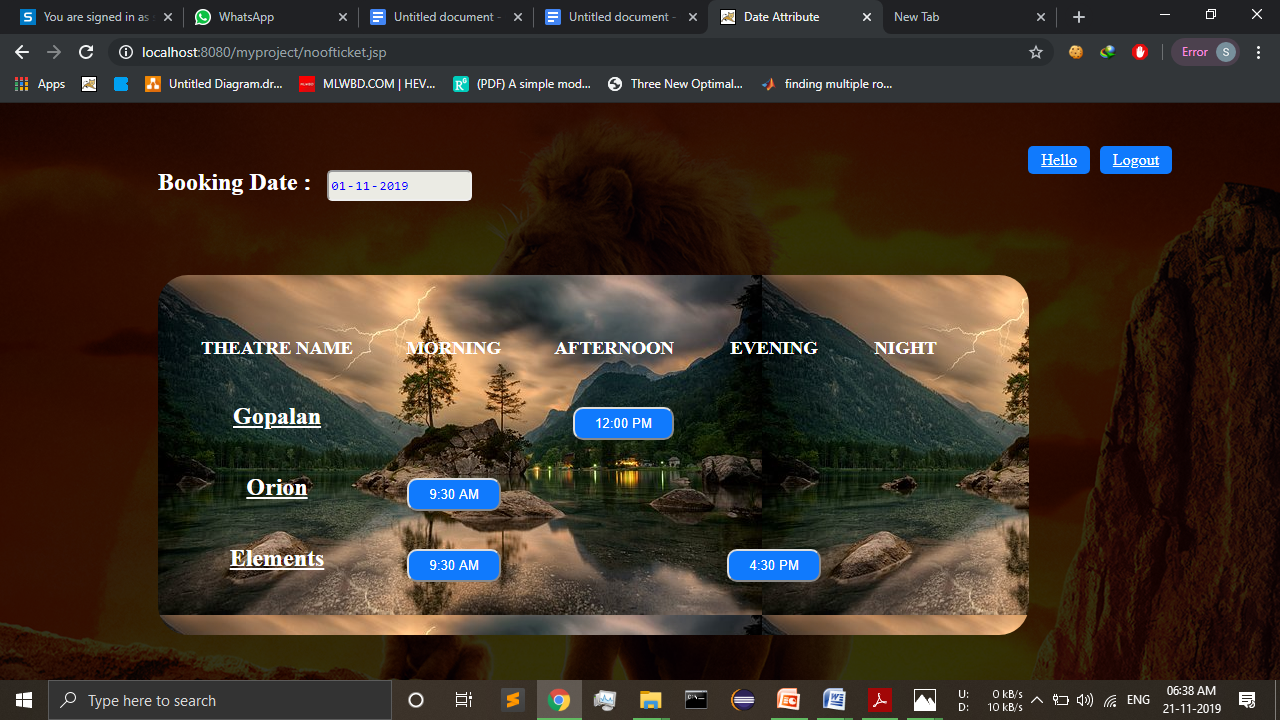 You are signed in as
WhatsApp
Untitled document -
Untitled document -
Date Attribute
New Tab
localhost:8080/myproject/noofticket.jsp
Error
S
Apps
Untitled Diagram.dr...
MLWBD.COM | HEV...
(PDF) A simple mod...
Three New Optimal...
finding multiple ro...
Hello
Logout
Booking Date :
01-11-2019
THEATRE NAME MORNING AFTERNOON EVENING NIGHT
Gopalan 12:00 PM
Orion 9:30 AM
Elements 9:30 AM 4:30 PM
Type here to search
U: 0 kB/s
D: 10 kB/s
ENG
06:38 AM
21-11-2019